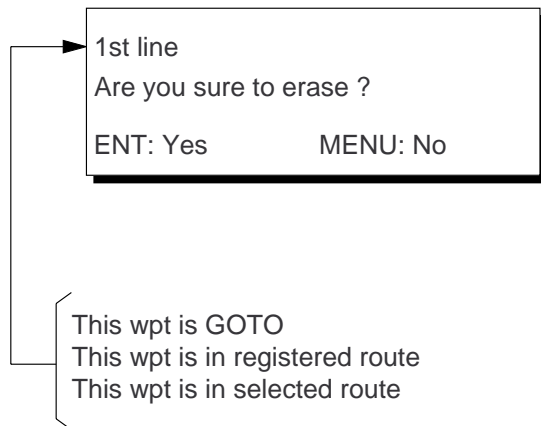 1st line
Are you sure to erase ?
ENT: Yes MENU: No
This wpt is GOTO
This wpt is in registered route
This wpt is in selected route